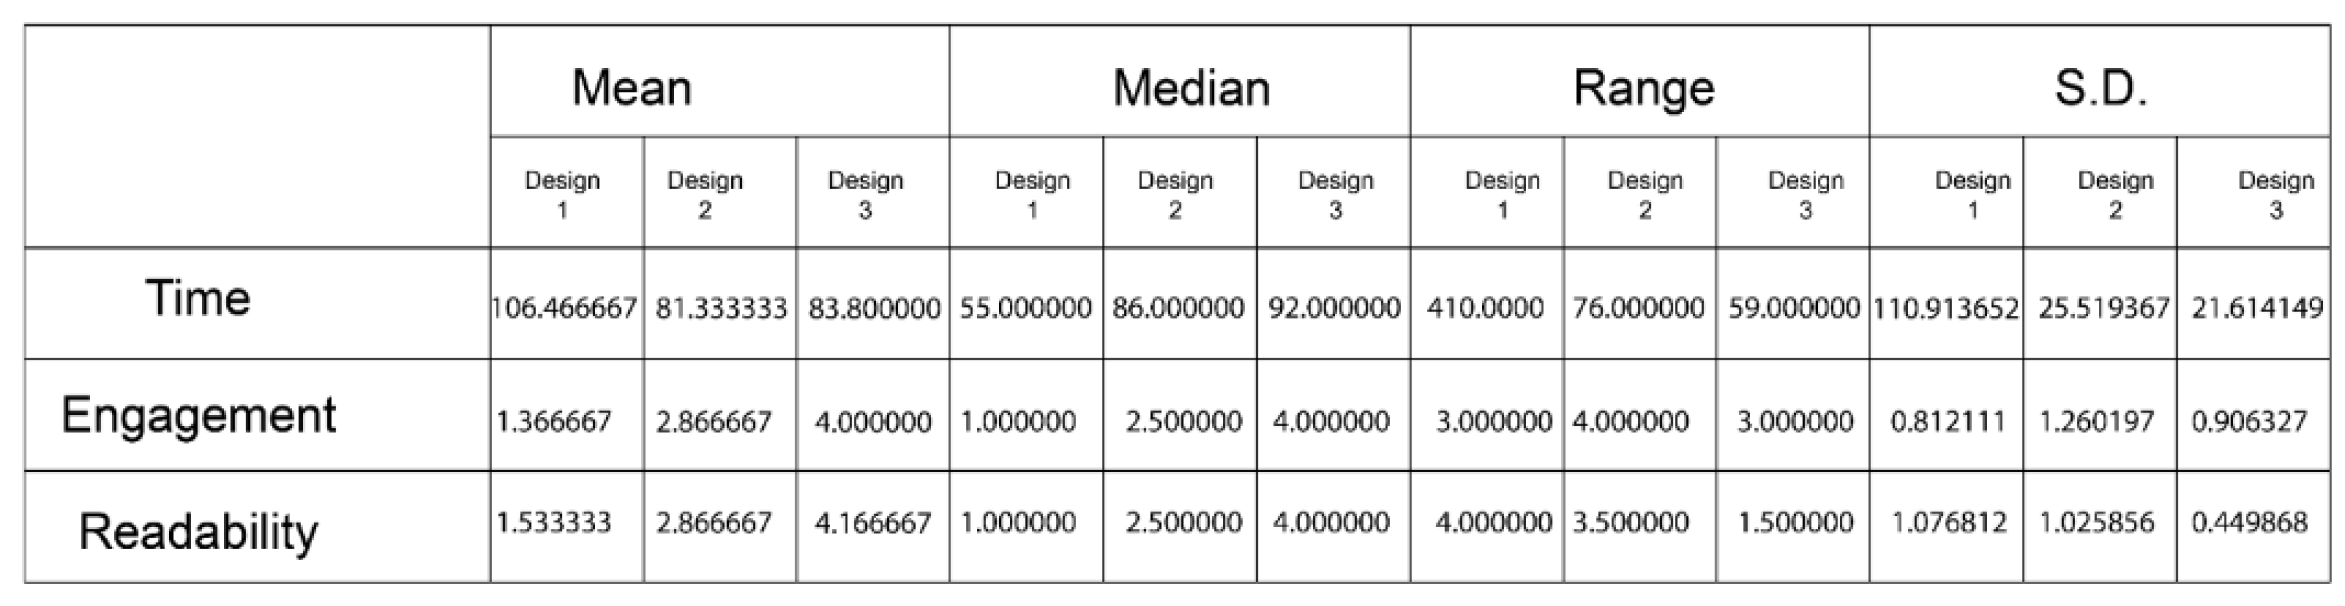 Mean Median Range S.D.
Design 1 Design 2 Design 3 Design 1 Design 2 Design 3 Design 1 Design 2 Design 3 Design 1 Design 2 Design 3
Time 106.466667 81.333333 83.800000 55.000000 86.000000 92.000000 410.0000 76.000000 59.000000 110.913652 25.519367 21.614149
Engagement 1.366667 2.866667 4.000000 1.000000 2.500000 4.000000 3.000000 4.000000 3.000000 0.812111 1.260197 0.906327
Readability 1.533333 2.866667 4.166667 1.000000 2.500000 4.000000 4.000000 3.500000 1.500000 1.076812 1.025856 0.449868